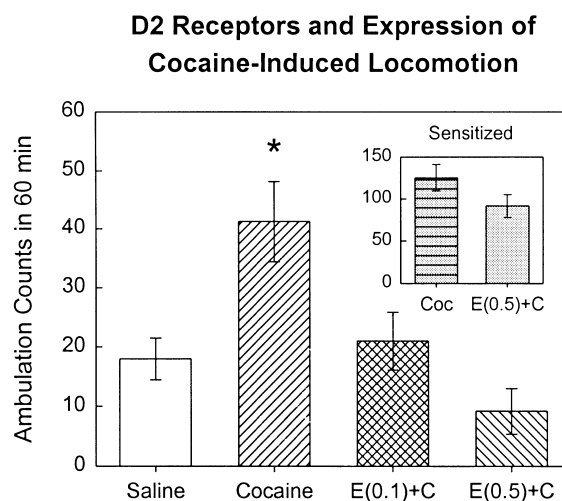 D2 Receptors and Expression of
Cocaine-Induced Locomotion
Ambulation Counts in 60 min
60
50
40
30
20
10
0
*
Sensitized
150
100
50
0
Coc E(0.5)+C
Saline Cocaine E(0.1)+C E(0.5)+C